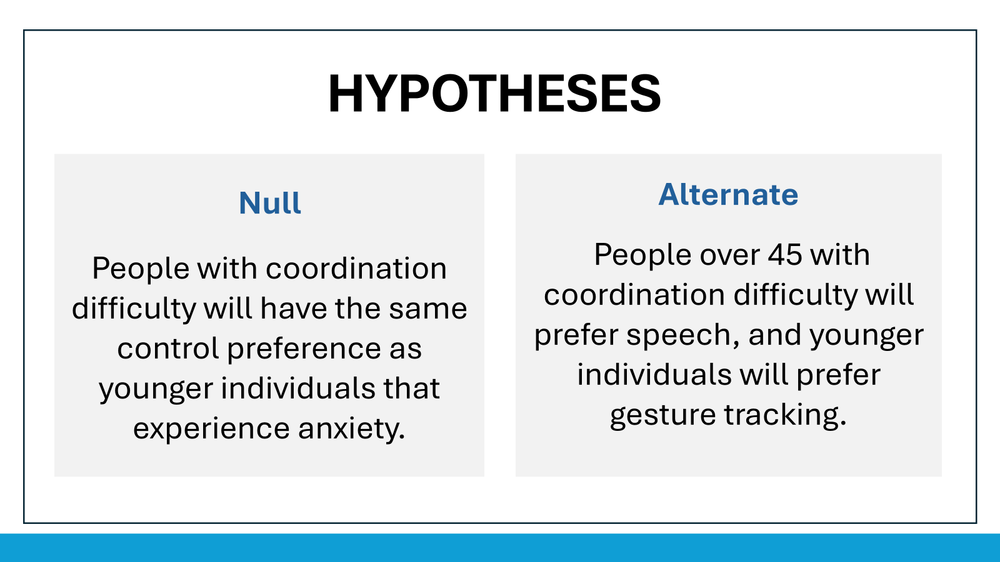 HYPOTHESES
Null
People with coordination
difficulty will have the same
control preference as
younger individuals that
experience anxiety.
Alternate
People over 45 with
coordination difficulty will
prefer speech, and younger
individuals will prefer
gesture tracking.